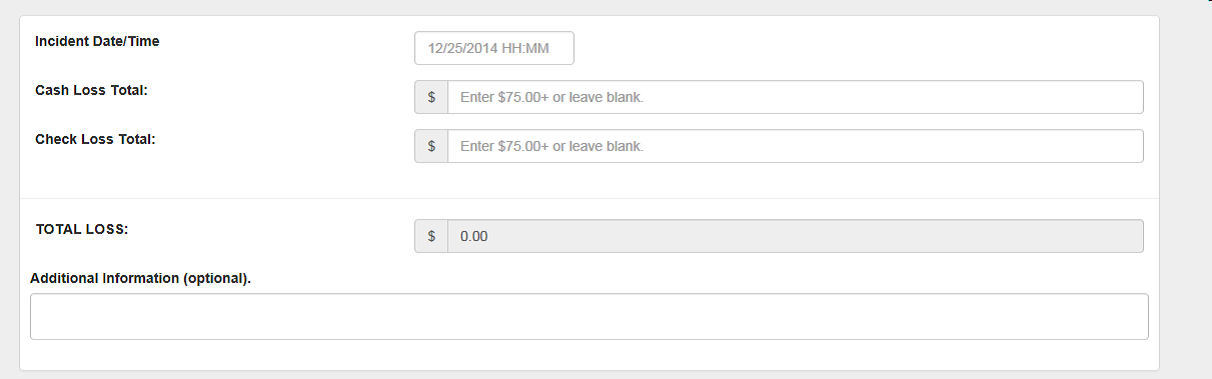 Incident Date/Time
12/25/2014 HH:MM
Cash Loss Total:
$ Enter $75.00+ or leave blank.
Check Loss Total:
$ Enter $75.00+ or leave blank.
TOTAL LOSS:
$ 0.00
Additional Information (optional).